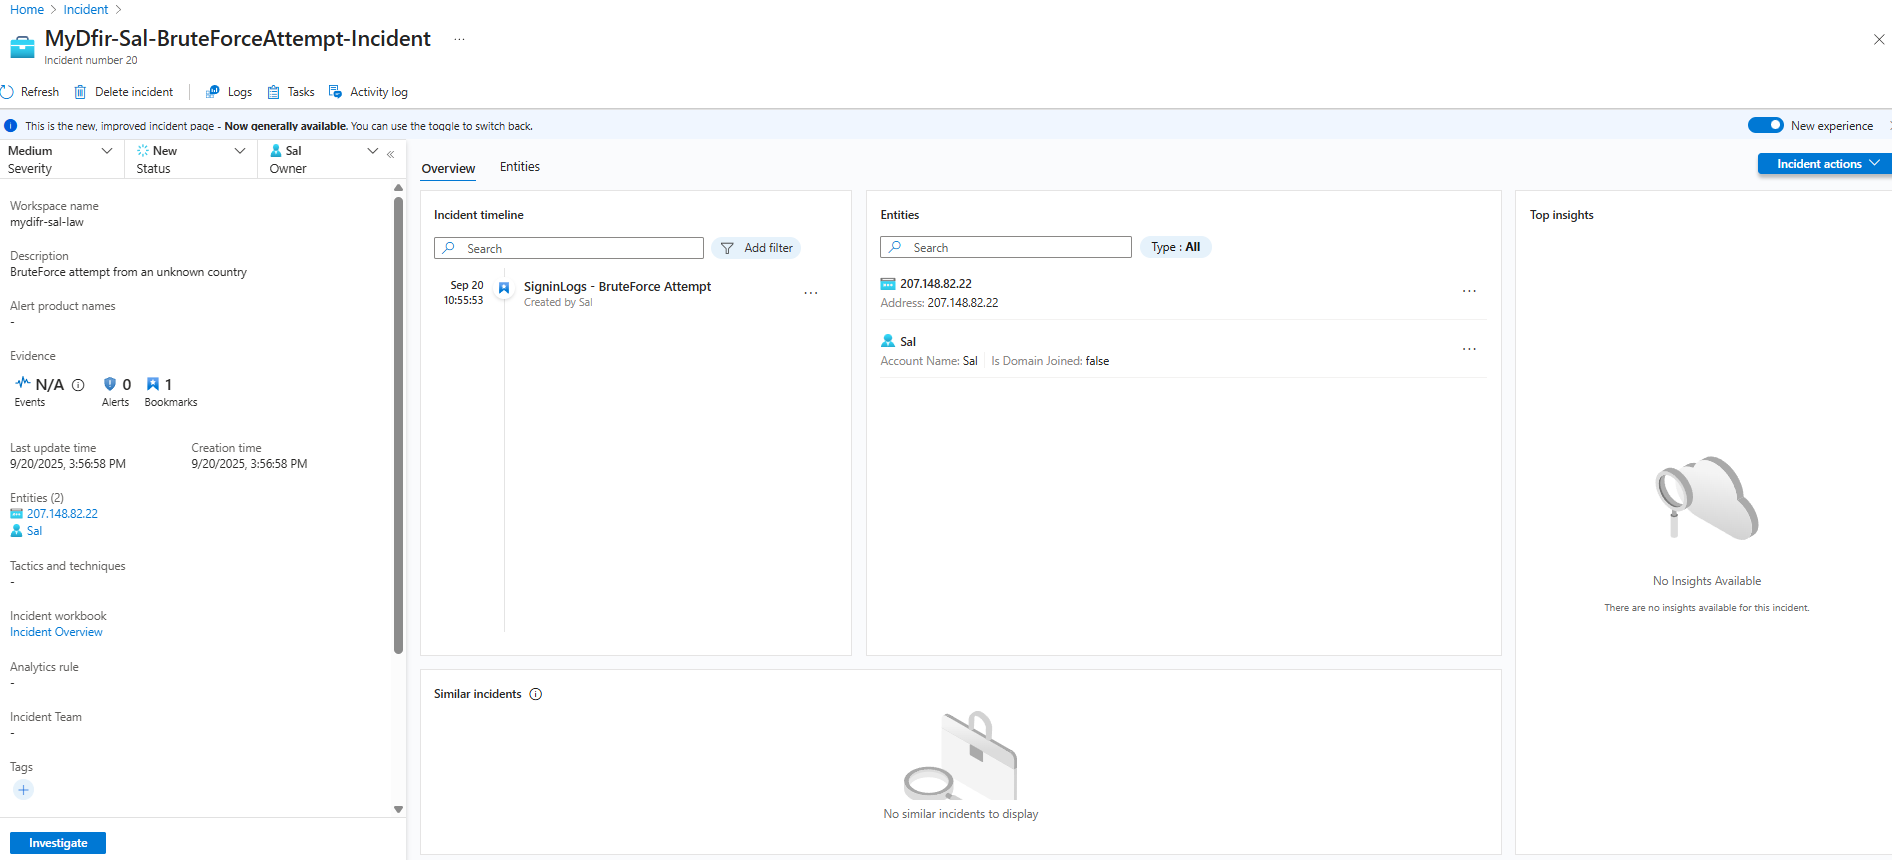 Home > Incident >
MyDfir-Sal-BruteForceAttempt-Incident ...
Incident number 20
Refresh Delete incident Logs Tasks Activity log
This is the new, improved incident page - Now generally available. You can use the toggle to switch back.
New experience
Medium
Severity
New
Status
Sal
Owner
Workspace name
mydifr-sal-law
Description
BruteForce attempt from an unknown country
Alert product names
-
Evidence
N/A 0 1
Events Alerts Bookmarks
Last update time Creation time
9/20/2025, 3:56:58 PM 9/20/2025, 3:56:58 PM
Entities (2)
207.148.82.22
Sal
Tactics and techniques
-
Incident workbook
Incident Overview
Analytics rule
-
Incident Team
-
Tags
+
Investigate
Overview Entities
Incident actions
Incident timeline
Search
Add filter
Sep 20
10:55:53
SigninLogs - BruteForce Attempt
Created by Sal
...
Entities
Search
Type : All
207.148.82.22
Address: 207.148.82.22
...
Sal
Account Name: Sal Is Domain Joined: false
...
Top insights
No Insights Available
There are no insights available for this incident.
Similar incidents
No similar incidents to display